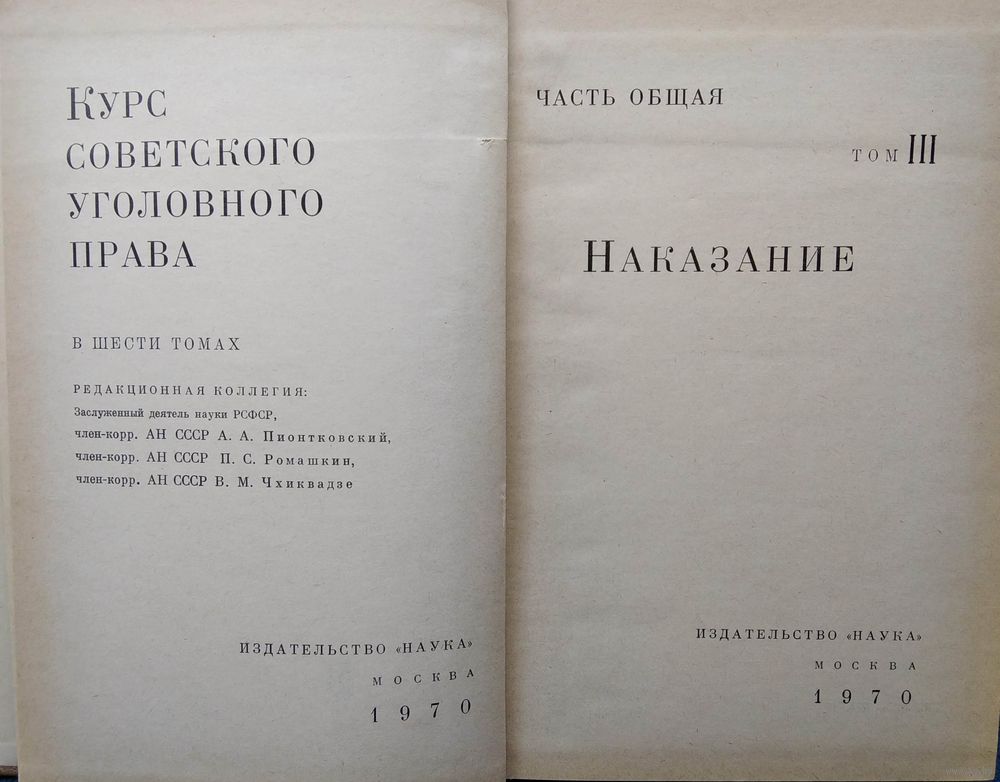 Курс
советского
уголовного
права
В ШЕСТИ ТОМАХ
РЕДАКЦИОННАЯ КОЛЛЕГИЯ:
Заслуженный деятель науки РСФСР,
член-корр. АН СССР А. А. Пионтковский,
член-корр. АН СССР П. С. Ромашкин,
член-корр. АН СССР В. М. Чхиквадзе
ИЗДАТЕЛЬСТВО «НАУКА»
МОСКВА
1970
ЧАСТЬ ОБЩАЯ
ТОМ III
Наказание
ИЗДАТЕЛЬСТВО «НАУКА»
МОСКВА
1970